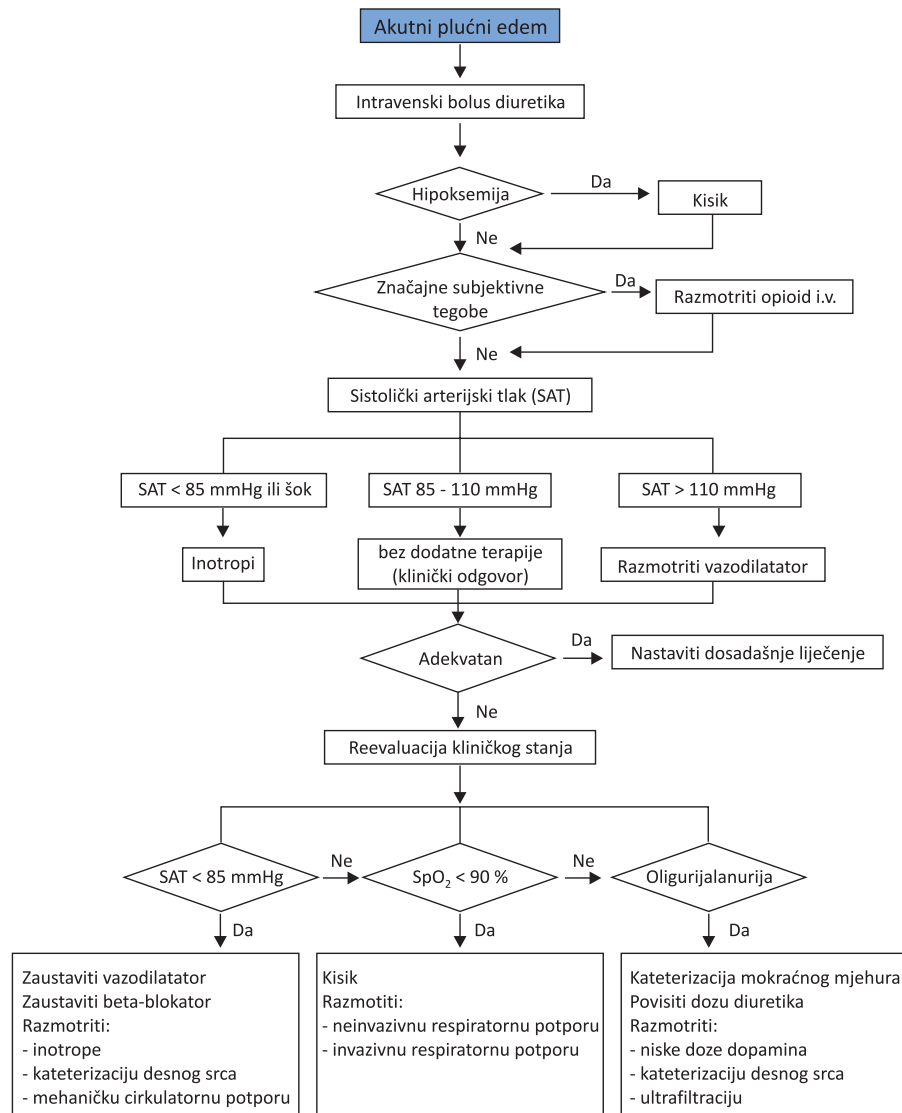 Akutni plućni edem
Intravenski bolus diuretika
Hipoksemija
Da
Kisik
Ne
Značajne subjektivne
tegobe
Da
Razmotriti opioid i.v.
Ne
Sistolički arterijski tlak (SAT)
SAT < 85 mmHg ili šok
SAT 85 - 110 mmHg
SAT > 110 mmHg
Inotropi
bez dodatne terapije
(klinički odgovor)
Razmotriti vazodilatator
Adekvatan
Da
Nastaviti dosadašnje liječenje
Ne
Reevaluacija kliničkog stanja
SAT < 85 mmHg
Ne
SpO₂ < 90 %
Ne
Oligurijalanurija
Da
Da
Da
Zaustaviti vazodilatator
Zaustaviti beta-blokator
Razmotriti:
- inotrope
- kateterizaciju desnog srca
- mehaničku cirkulatornu potporu
Kisik
Razmotiti:
- neinvazivnu respiratornu potporu
- invazivnu respiratornu potporu
Kateterizacija mokraćnog mjehura
Povisiti dozu diuretika
Razmotriti:
- niske doze dopamina
- kateterizaciju desnog srca
- ultrafiltraciju